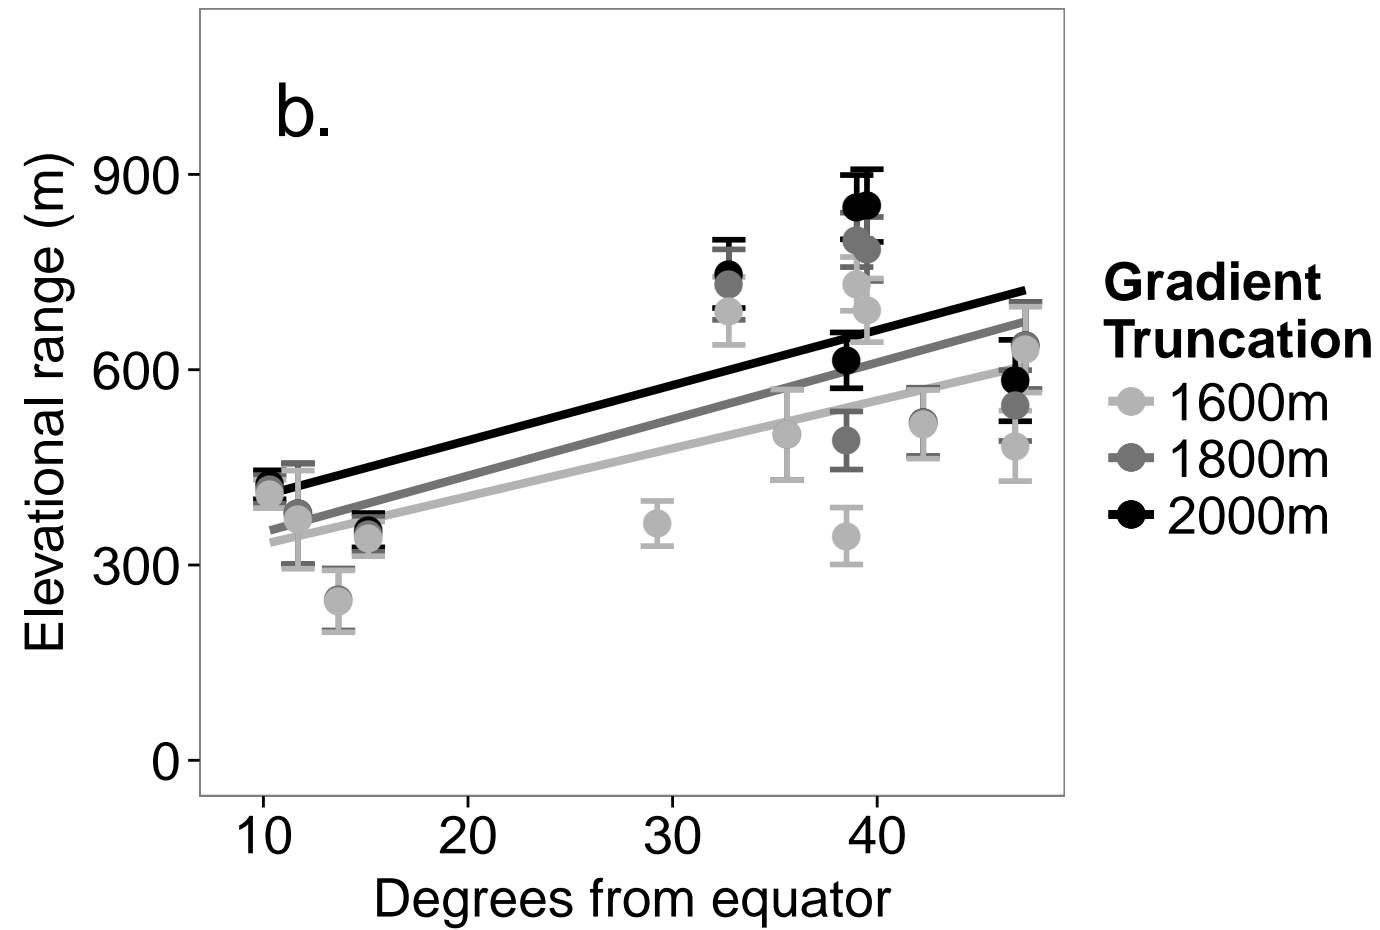 b.
900
600
300
0
Elevational range (m)
10 20 30 40
Degrees from equator
Gradient
Truncation
1600m
1800m
2000m